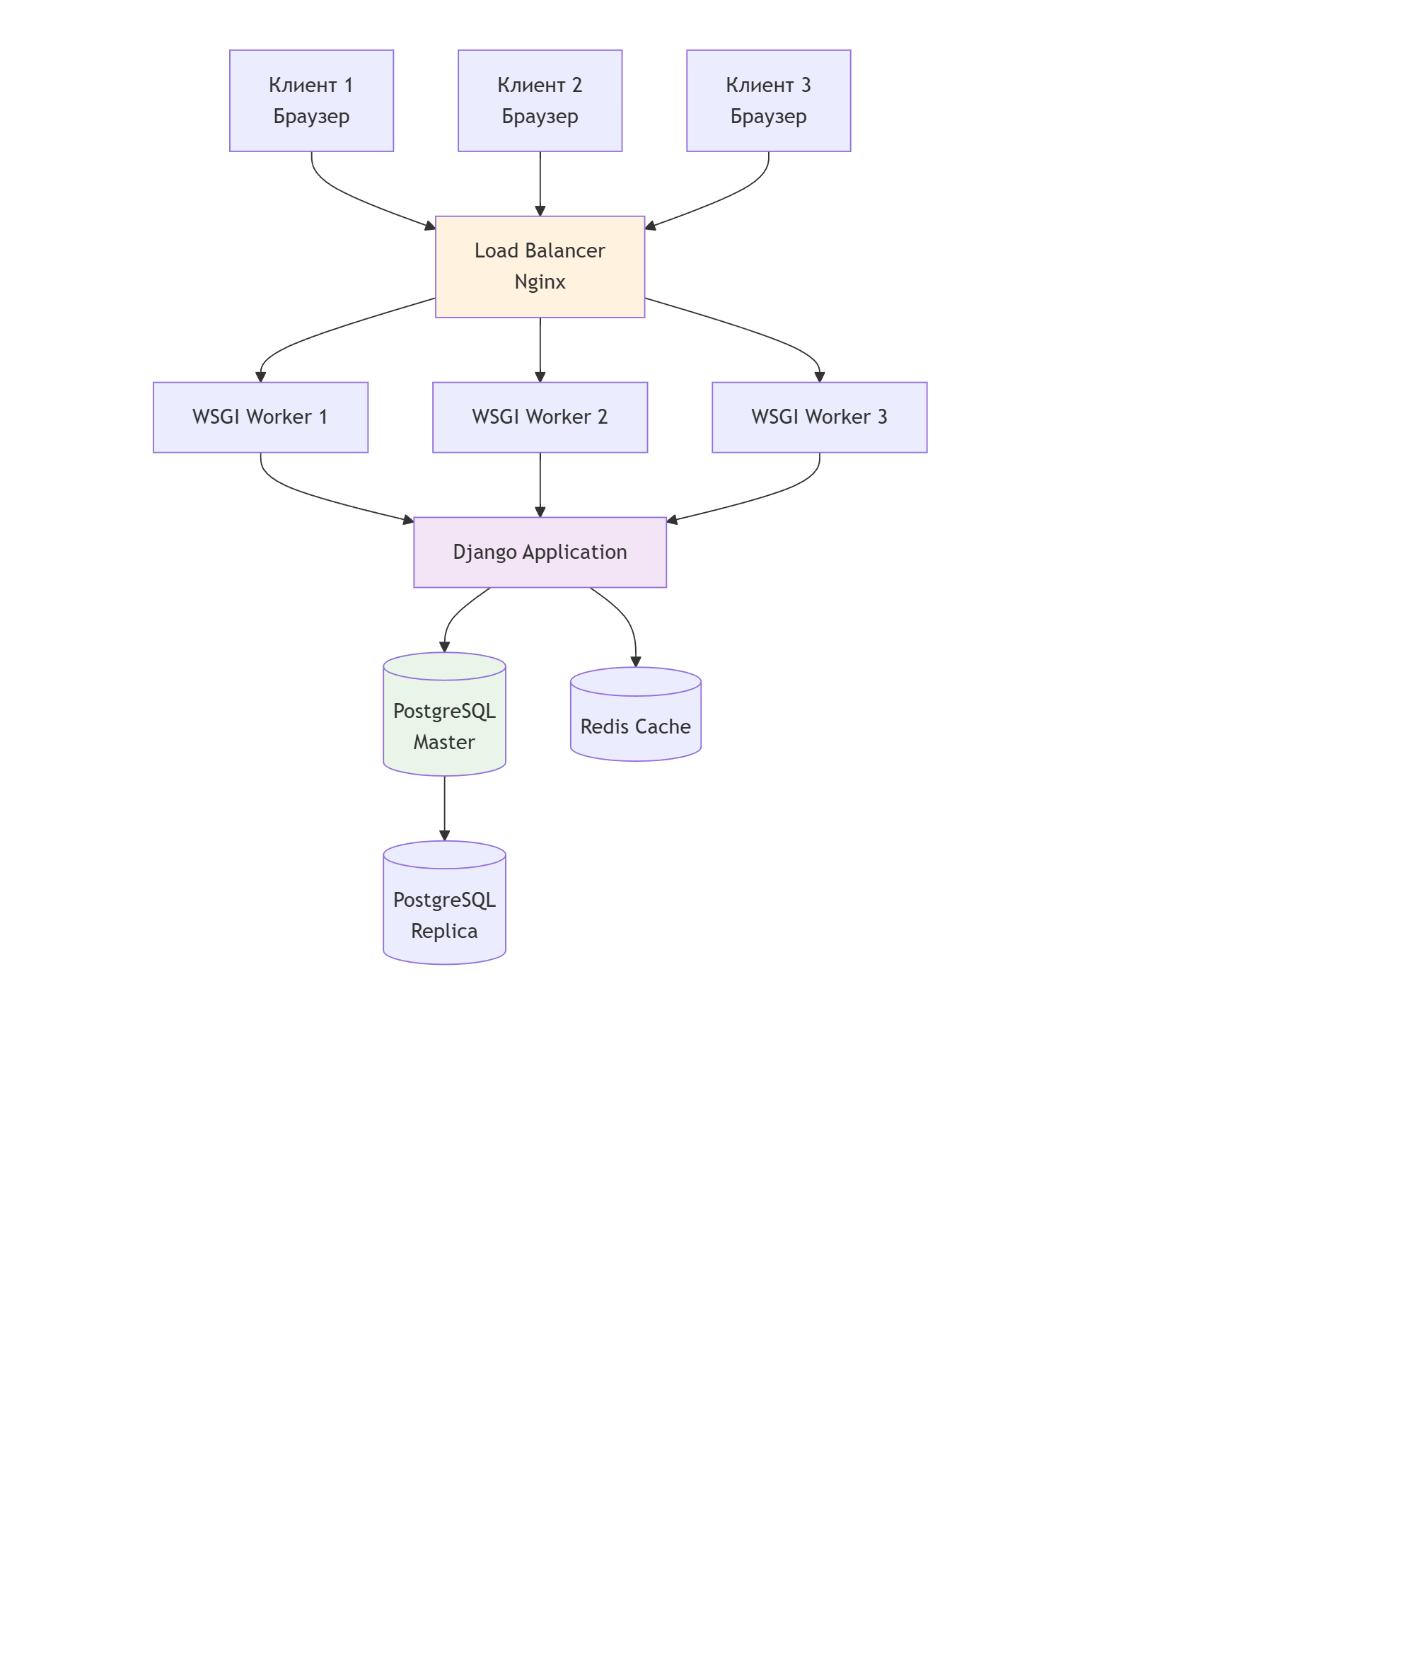 Клиент 1
Браузер
Клиент 2
Браузер
Клиент 3
Браузер
Load Balancer
Nginx
WSGI Worker 1
WSGI Worker 2
WSGI Worker 3
Django Application
PostgreSQL
Master
Redis Cache
PostgreSQL
Replica